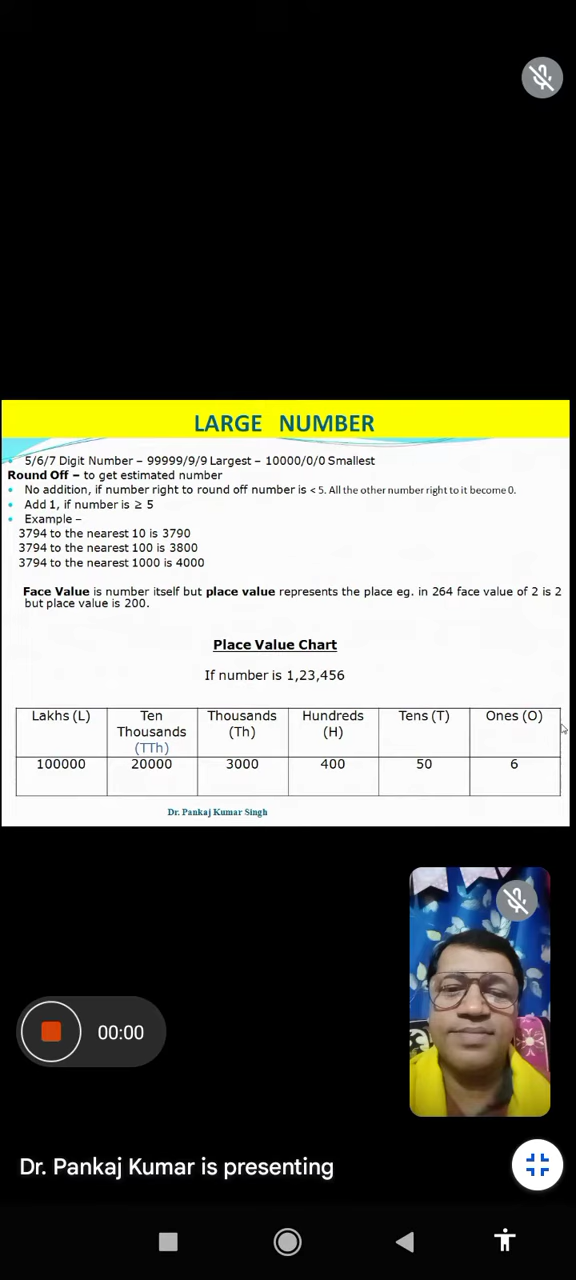 LARGE NUMBER
5/6/7 Digit Number – 99999/9/9 Largest – 10000/0/0 Smallest
Round Off – to get estimated number
No addition, if number right to round off number is < 5. All the other number right to it become 0.
Add 1, if number is ≥ 5
Example –
3794 to the nearest 10 is 3790
3794 to the nearest 100 is 3800
3794 to the nearest 1000 is 4000
Face Value is number itself but place value represents the place eg. in 264 face value of 2 is 2
but place value is 200.
Place Value Chart
If number is 1,23,456
Lakhs (L) Ten Thousands (TTh) Thousands (Th) Hundreds (H) Tens (T) Ones (O)
100000 20000 3000 400 50 6
Dr. Pankaj Kumar Singh
00:00
Dr. Pankaj Kumar is presenting